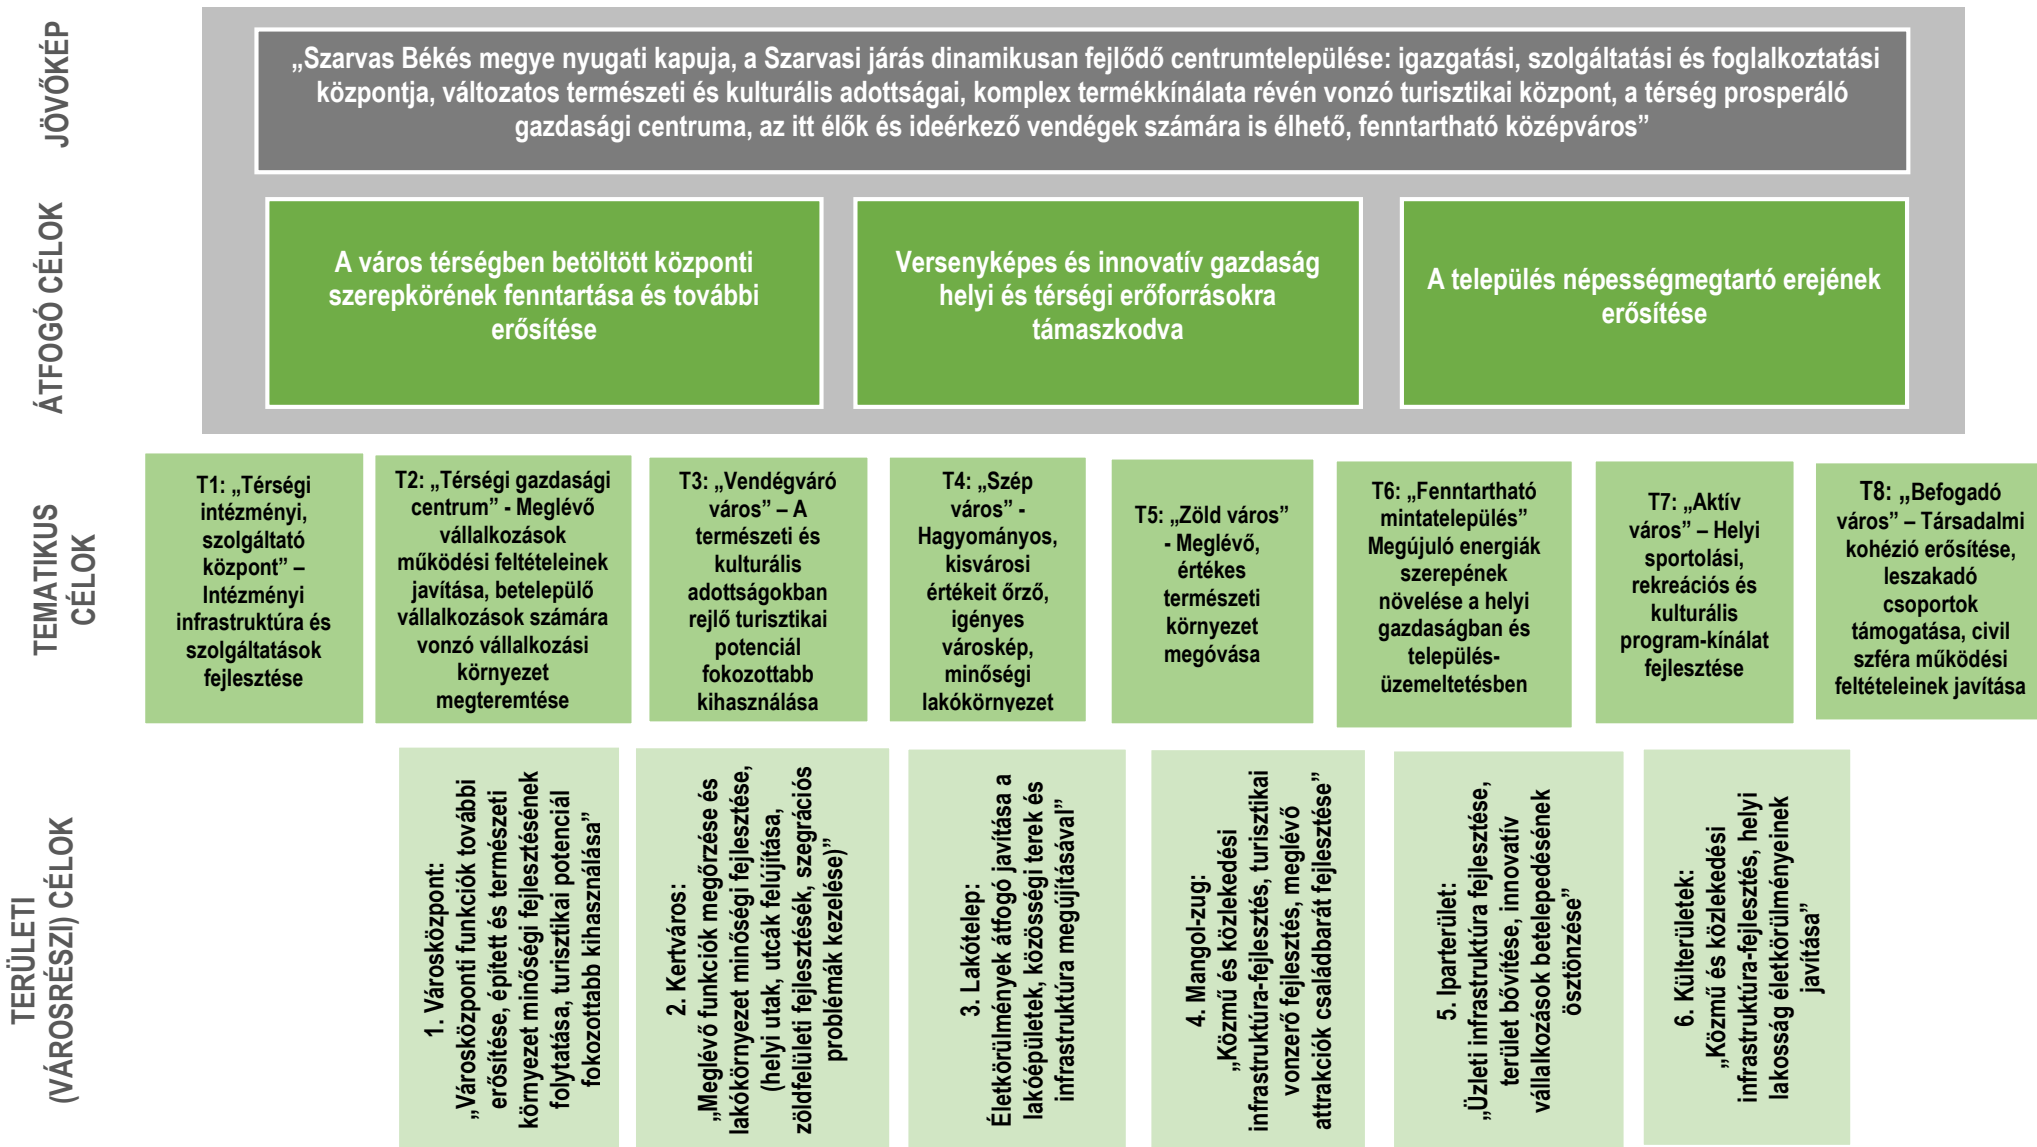 JÖVŐKÉP
„Szarvas Békés megye nyugati kapuja, a Szarvasi járás dinamikusan fejlődő centrumtelepülése: igazgatási, szolgáltatási és foglalkoztatási
központja, változatos természeti és kulturális adottságai, komplex termékkínálata révén vonzó turisztikai központ, a térség prosperáló
gazdasági centruma, az itt élők és ideérkező vendégek számára is élhető, fenntartható középváros”
ÁTFOGÓ CÉLOK
A város térségben betöltött központi
szerepkörének fenntartása és további
erősítése
Versenyképes és innovatív gazdaság
helyi és térségi erőforrásokra
támaszkodva
A település népességmegtartó erejének
erősítése
TEMATIKUS
CÉLOK
T1: „Térségi
intézményi,
szolgáltató
központ” –
Intézményi
infrastruktúra és
szolgáltatások
fejlesztése
T2: „Térségi gazdasági
centrum” - Meglévő
vállalkozások
működési feltételeinek
javítása, betelepülő
vállalkozások számára
vonzó vállalkozási
környezet
megteremtése
T3: „Vendégváró
város” – A
természeti és
kulturális
adottságokban
rejlő turisztikai
potenciál
fokozottabb
kihasználása
T4: „Szép
város” -
Hagyományos,
kisvárosi
értékeit őrző,
igényes
városkép,
minőségi
lakókörnyezet
T5: „Zöld város”
- Meglévő,
értékes
természeti
környezet
megóvása
T6: „Fenntartható
mintatelepülés”
Megújuló energiák
szerepének
növelése a helyi
gazdaságban és
település-
üzemeltetésben
T7: „Aktív
város” – Helyi
sportolási,
rekreációs és
kulturális
program-kínálat
fejlesztése
T8: „Befogadó
város” – Társadalmi
kohézió erősítése,
leszakadó
csoportok
támogatása, civil
szféra működési
feltételeinek javítása
TERÜLETI
(VÁROSRÉSZI) CÉLOK
1. Városközpont:
„Városközponti funkciók további
erősítése, épített és természeti
környezet minőségi fejlesztésének
folytatása, turisztikai potenciál
fokozottabb kihasználása”
2. Kertváros:
„Meglévő funkciók megőrzése és
lakókörnyezet minőségi fejlesztése,
(helyi utak, utcák felújítása,
zöldfelületi fejlesztések, szegrációs
problémák kezelése)”
3. Lakótelep:
Életkörülmények átfogó javítása a
lakóépületek, közösségi terek és
infrastruktúra megújításával”
4. Mangol-zug:
„Közmű és közlekedési
infrastruktúra-fejlesztés, turisztikai
vonzerő fejlesztés, meglévő
attrakciók családbarát fejlesztése”
5. Iparterület:
„Üzleti infrastruktúra fejlesztése,
terület bővítése, innovatív
vállalkozások betelepedésének
ösztönzése”
6. Külterületek:
„Közmű és közlekedési
infrastruktúra-fejlesztés, helyi
lakosság életkörülményeinek
javítása”